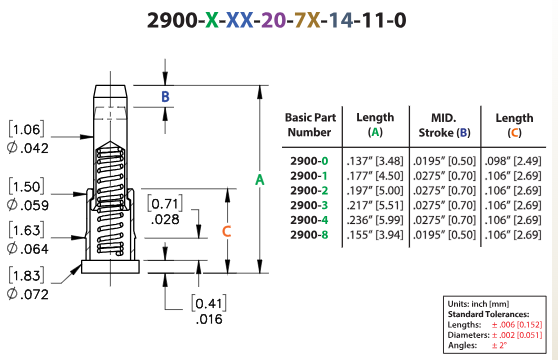 2900-X-XX-20-7X-14-11-0
B
[1.06]
Ø.042
A
[1.50]
Ø.059
[0.71]
.028
C
[1.63]
Ø.064
[1.83]
Ø.072
[0.41]
.016
Basic Part Number Length (A) MID. Stroke (B) Length (C)
2900-0 .137” [3.48] .0195” [0.50] .098” [2.49]
2900-1 .177” [4.50] .0275” [0.70] .106” [2.69]
2900-2 .197” [5.00] .0275” [0.70] .106” [2.69]
2900-3 .217” [5.51] .0275” [0.70] .106” [2.69]
2900-4 .236” [5.99] .0275” [0.70] .106” [2.69]
2900-8 .155” [3.94] .0195” [0.50] .106” [2.69]
Units: inch [mm]
Standard Tolerances:
Lengths: ± .006 [0.152]
Diameters: ± .002 [0.051]
Angles: ± 2°